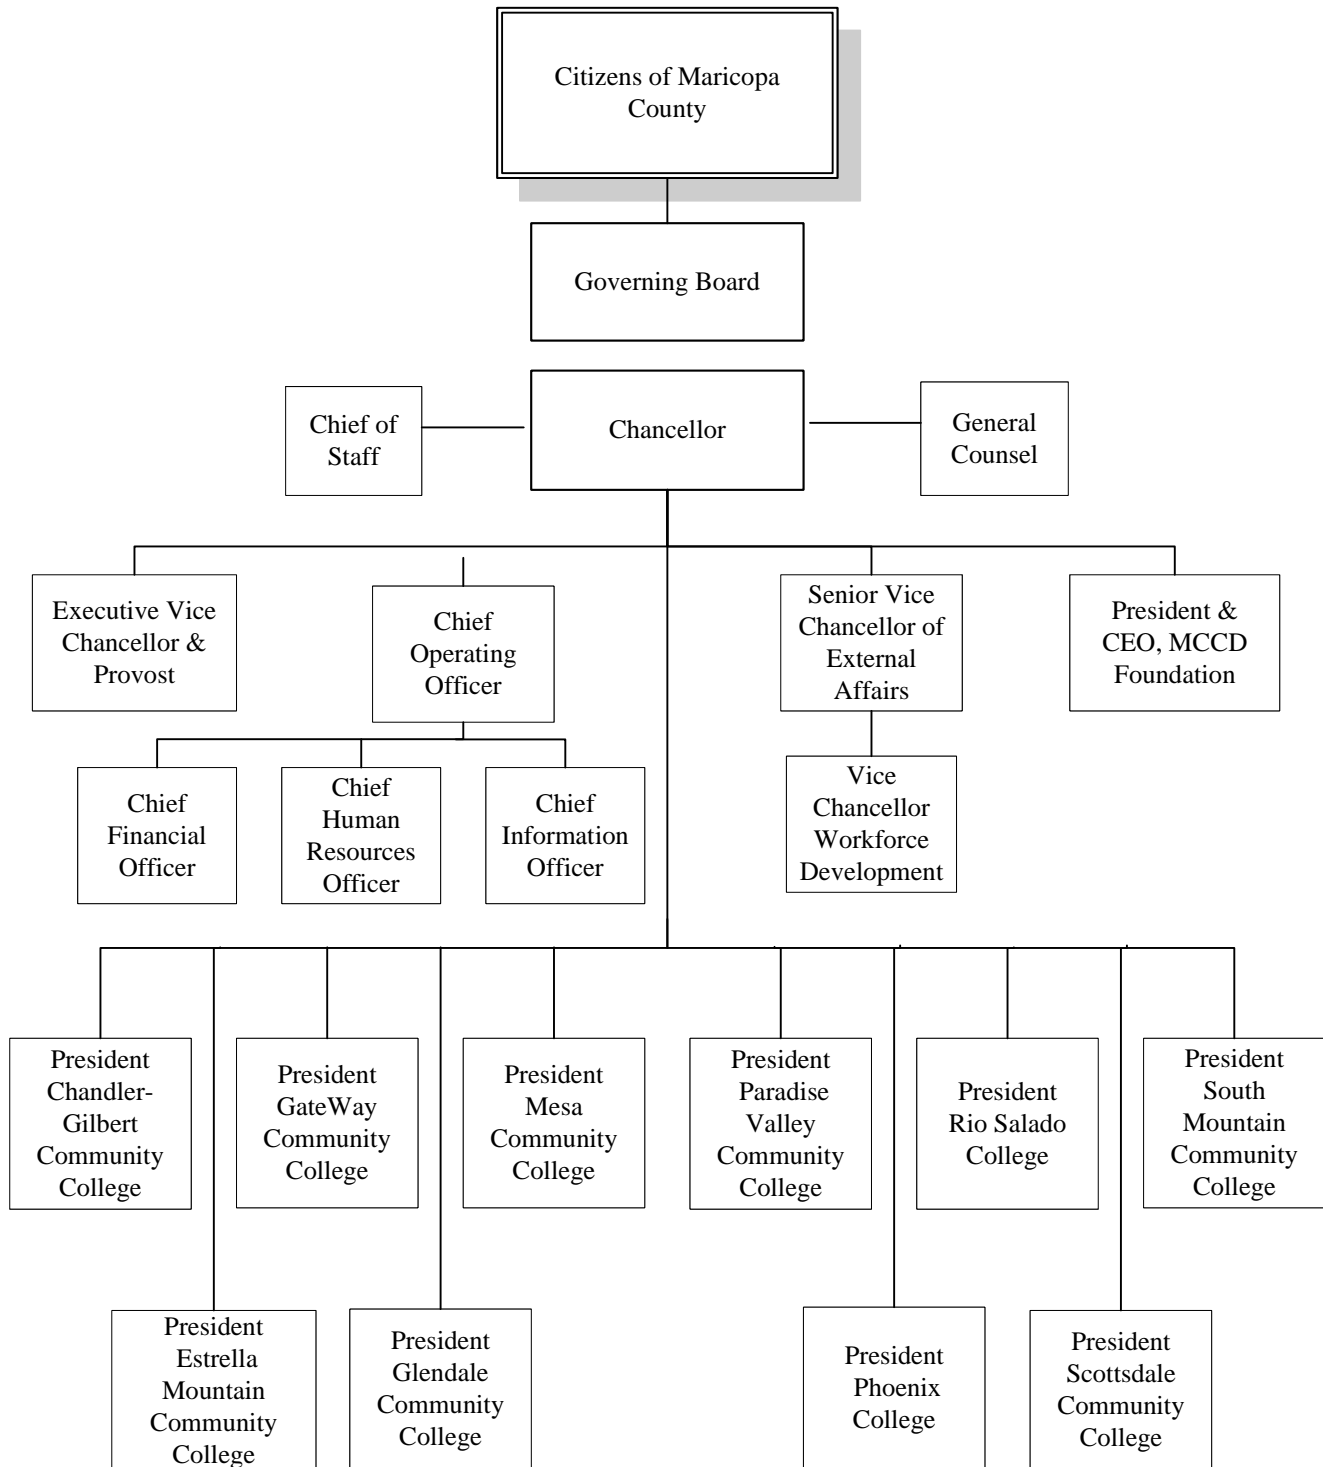 Citizens of Maricopa
County
Governing Board
Chief of
Staff
Chancellor
General
Counsel
Executive Vice
Chancellor &
Provost
Chief
Operating
Officer
Senior Vice
Chancellor of
External
Affairs
President &
CEO, MCCD
Foundation
Chief
Financial
Officer
Chief
Human
Resources
Officer
Chief
Information
Officer
Vice
Chancellor
Workforce
Development
President
Chandler-
Gilbert
Community
College
President
GateWay
Community
College
President
Mesa
Community
College
President
Paradise
Valley
Community
College
President
Rio Salado
College
President
South
Mountain
Community
College
President
Estrella
Mountain
Community
College
President
Glendale
Community
College
President
Phoenix
College
President
Scottsdale
Community
College